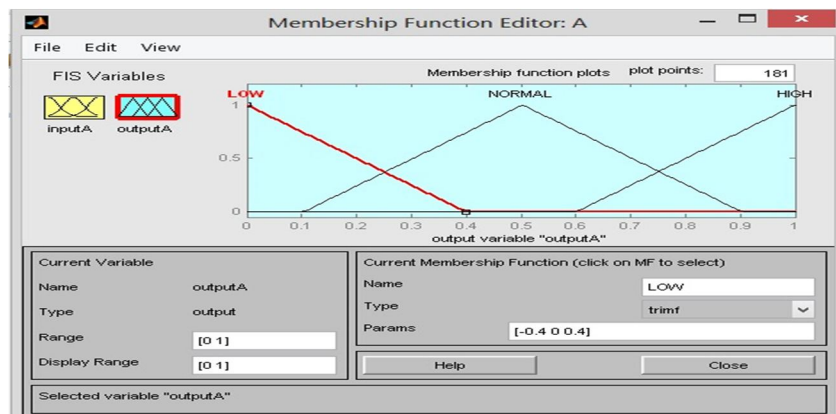 Membership Function Editor: A
File Edit View
FIS Variables
inputA outputA
Membership function plots plot points: 181
LOW NORMAL HIGH
1
0.5
0
0 0.1 0.2 0.3 0.4 0.5 0.6 0.7 0.8 0.9 1
output variable "outputA"
Current Variable
Name outputA
Type output
Range [0 1]
Display Range [0 1]
Current Membership Function (click on MF to select)
Name LOW
Type trimf
Params [-0.4 0 0.4]
Help Close
Selected variable "outputA"